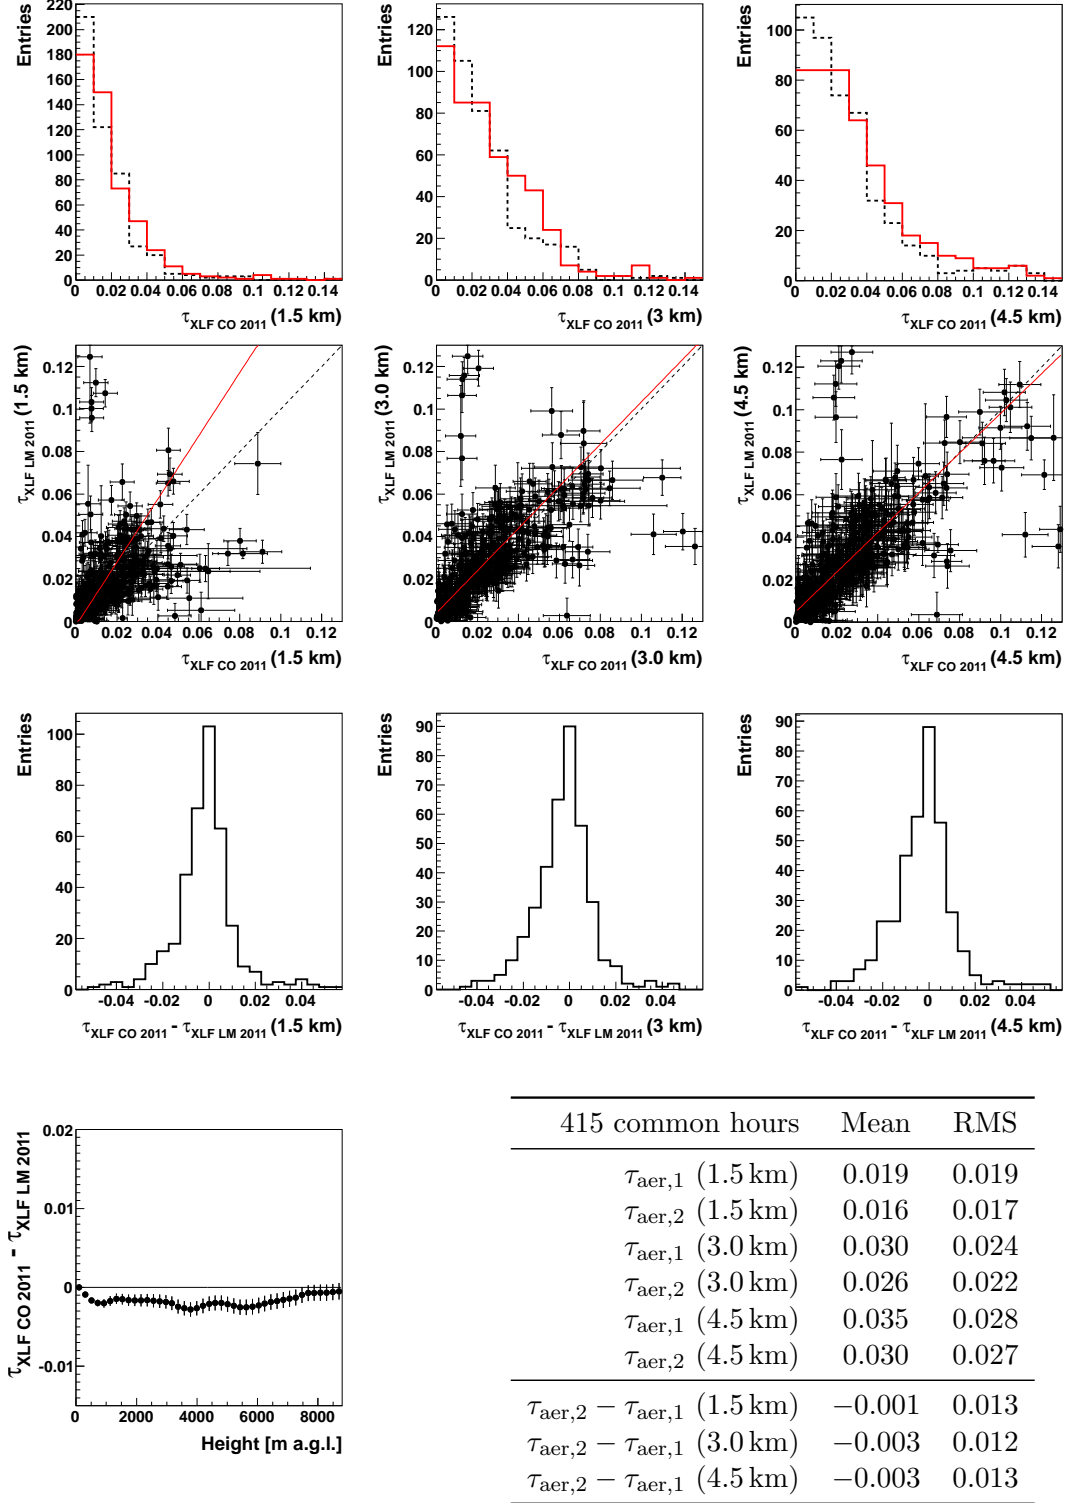 Entries
220
200
180
160
140
120
100
80
60
40
20
0
0 0.02 0.04 0.06 0.08 0.1 0.12 0.14
τXLF CO 2011 (1.5 km)
Entries
120
100
80
60
40
20
0
0 0.02 0.04 0.06 0.08 0.1 0.12 0.14
τXLF CO 2011 (3 km)
Entries
100
80
60
40
20
0
0 0.02 0.04 0.06 0.08 0.1 0.12 0.14
τXLF CO 2011 (4.5 km)
τXLF LM 2011 (1.5 km)
0.12
0.1
0.08
0.06
0.04
0.02
0
0 0.02 0.04 0.06 0.08 0.1 0.12
τXLF CO 2011 (1.5 km)
τXLF LM 2011 (3.0 km)
0.12
0.1
0.08
0.06
0.04
0.02
0
0 0.02 0.04 0.06 0.08 0.1 0.12
τXLF CO 2011 (3.0 km)
τXLF LM 2011 (4.5 km)
0.12
0.1
0.08
0.06
0.04
0.02
0
0 0.02 0.04 0.06 0.08 0.1 0.12
τXLF CO 2011 (4.5 km)
Entries
100
80
60
40
20
0
-0.04 -0.02 0 0.02 0.04
τXLF CO 2011 - τXLF LM 2011 (1.5 km)
Entries
90
80
70
60
50
40
30
20
10
0
-0.04 -0.02 0 0.02 0.04
τXLF CO 2011 - τXLF LM 2011 (3 km)
Entries
90
80
70
60
50
40
30
20
10
0
-0.04 -0.02 0 0.02 0.04
τXLF CO 2011 - τXLF LM 2011 (4.5 km)
τXLF CO 2011 - τXLF LM 2011
0.02
0.01
0
-0.01
0 2000 4000 6000 8000
Height [m a.g.l.]
415 common hours Mean RMS
τaer,1 (1.5 km) 0.019 0.019
τaer,2 (1.5 km) 0.016 0.017
τaer,1 (3.0 km) 0.030 0.024
τaer,2 (3.0 km) 0.026 0.022
τaer,1 (4.5 km) 0.035 0.028
τaer,2 (4.5 km) 0.030 0.027
τaer,2 − τaer,1 (1.5 km) −0.001 0.013
τaer,2 − τaer,1 (3.0 km) −0.003 0.012
τaer,2 − τaer,1 (4.5 km) −0.003 0.013